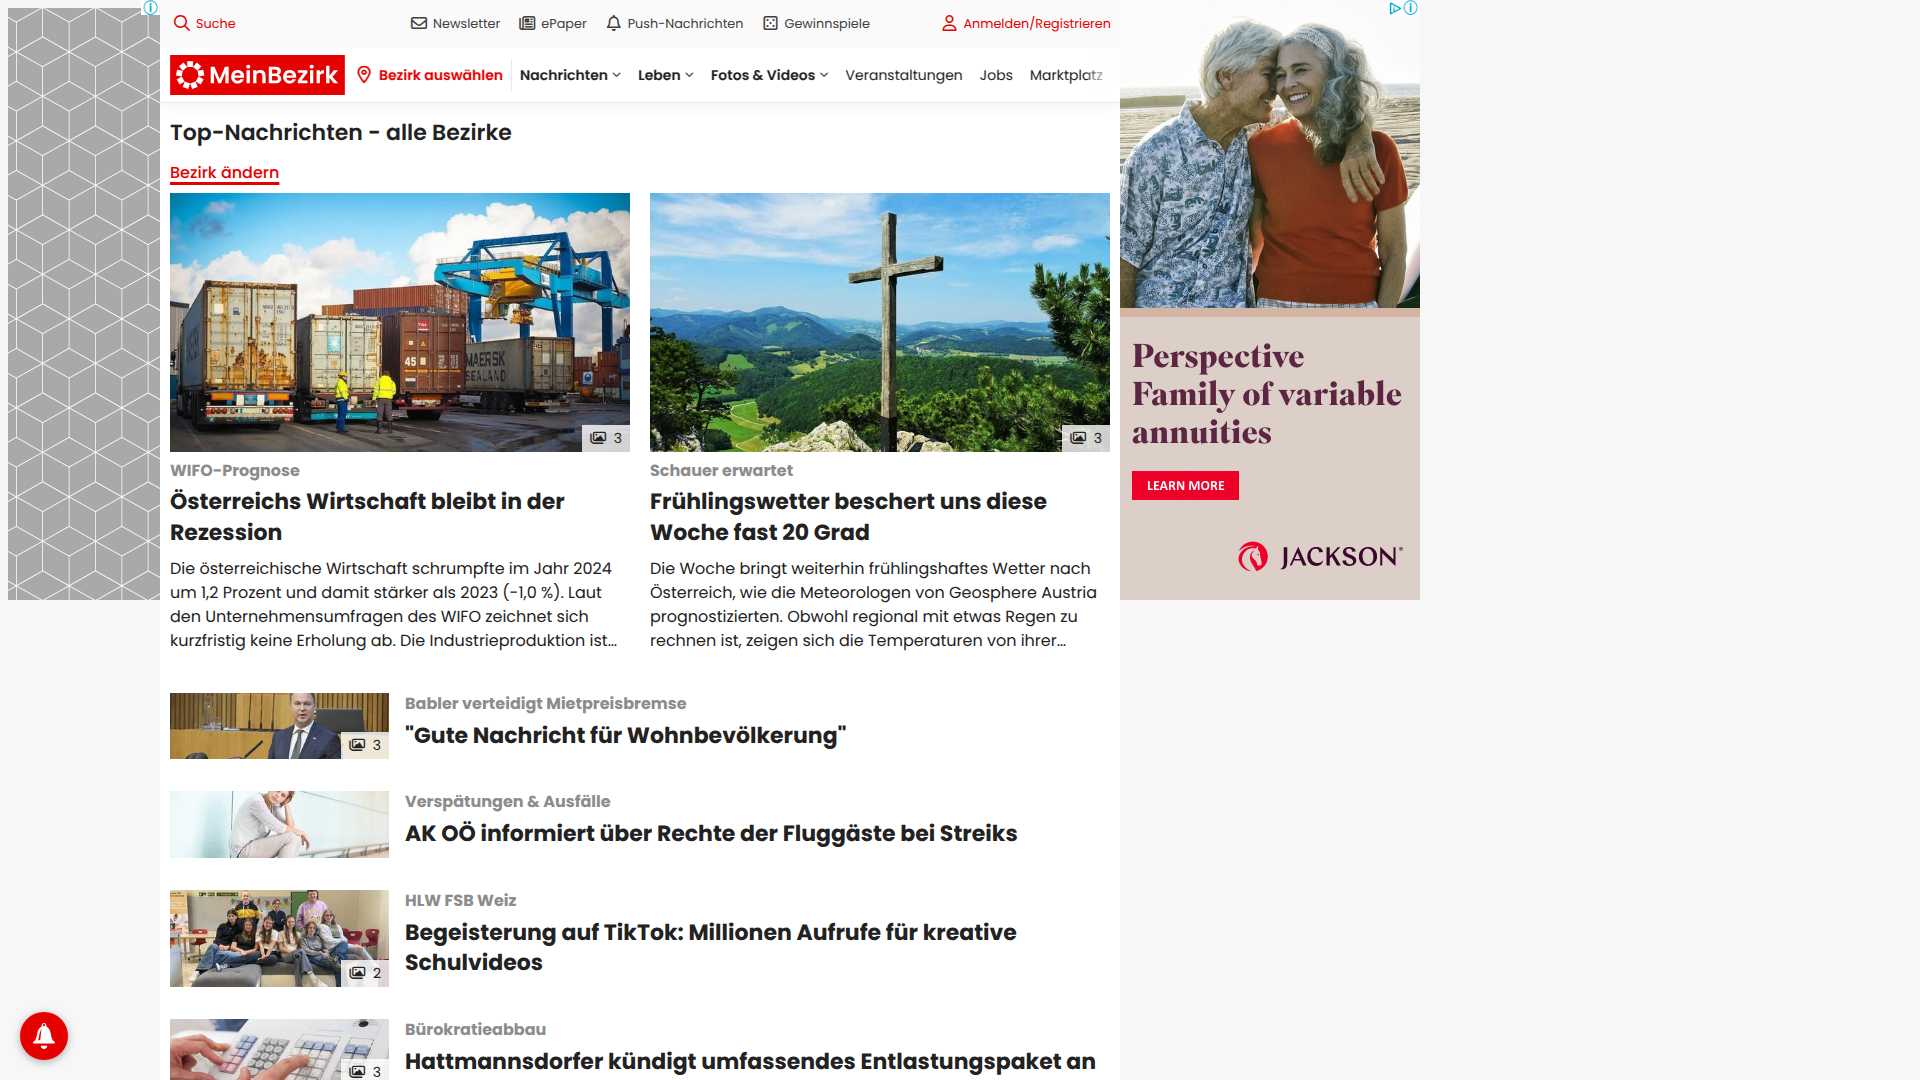 Suche
Newsletter
ePaper
Push-Nachrichten
Gewinnspiele
Anmelden/Registrieren
MeinBezirk
Bezirk auswählen
Nachrichten
Leben
Fotos & Videos
Veranstaltungen
Jobs
Marktplatz
Top-Nachrichten - alle Bezirke
Bezirk ändern
3
WIFO-Prognose
Österreichs Wirtschaft bleibt in der
Rezession
Die österreichische Wirtschaft schrumpfte im Jahr 2024
um 1,2 Prozent und damit stärker als 2023 (-1,0 %). Laut
den Unternehmensumfragen des WIFO zeichnet sich
kurzfristig keine Erholung ab. Die Industrieproduktion ist...
3
Schauer erwartet
Frühlingswetter beschert uns diese
Woche fast 20 Grad
Die Woche bringt weiterhin frühlingshaftes Wetter nach
Österreich, wie die Meteorologen von Geosphere Austria
prognostizierten. Obwohl regional mit etwas Regen zu
rechnen ist, zeigen sich die Temperaturen von ihrer...
3
Babler verteidigt Mietpreisbremse
"Gute Nachricht für Wohnbevölkerung"
Verspätungen & Ausfälle
AK OÖ informiert über Rechte der Fluggäste bei Streiks
2
HLW FSB Weiz
Begeisterung auf TikTok: Millionen Aufrufe für kreative
Schulvideos
3
Bürokratieabbau
Hattmannsdorfer kündigt umfassendes Entlastungspaket an
Perspective
Family of variable
annuities
LEARN MORE
JACKSON®
MAERSK
SEALAND
45